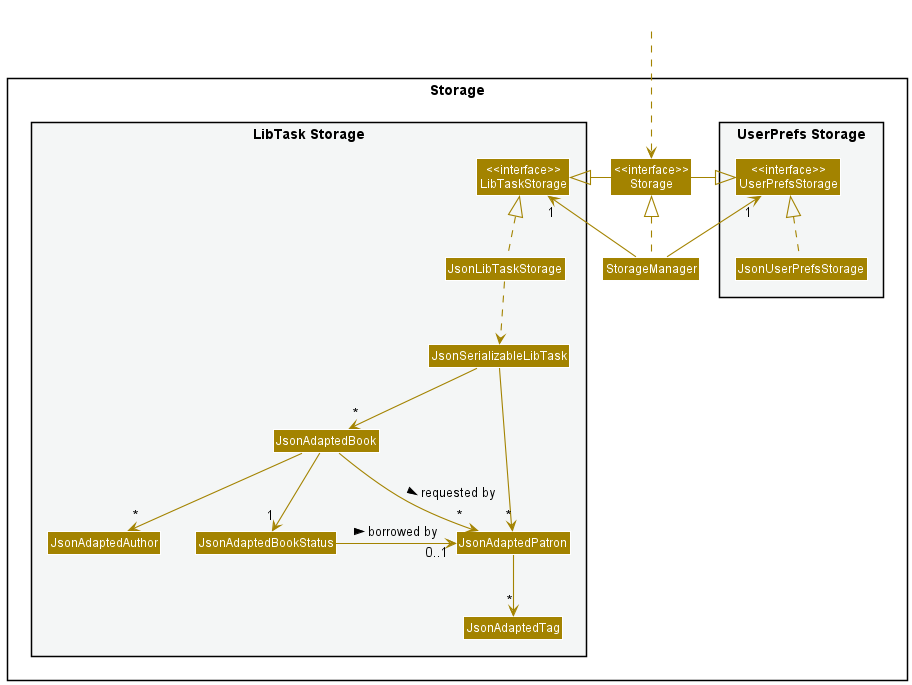 Storage
LibTask Storage
UserPrefs Storage
<<interface>>
LibTaskStorage
<<interface>>
Storage
<<interface>>
UserPrefsStorage
1
1
JsonLibTaskStorage
StorageManager
JsonUserPrefsStorage
JsonSerializableLibTask
*
JsonAdaptedBook
requested by
*
1
*
*
borrowed by
0..1
JsonAdaptedAuthor
JsonAdaptedBookStatus
JsonAdaptedPatron
*
JsonAdaptedTag